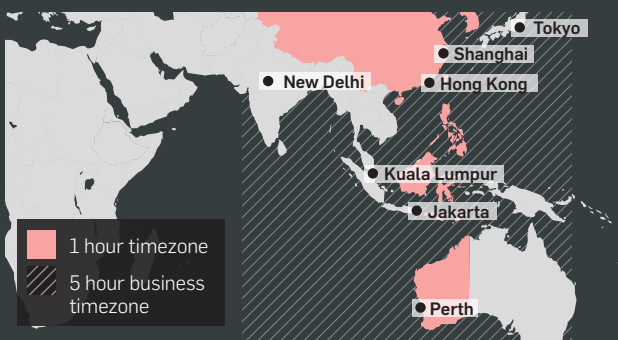 Tokyo
Shanghai
New Delhi
Hong Kong
Kuala Lumpur
Jakarta
1 hour timezone
5 hour business
timezone
Perth